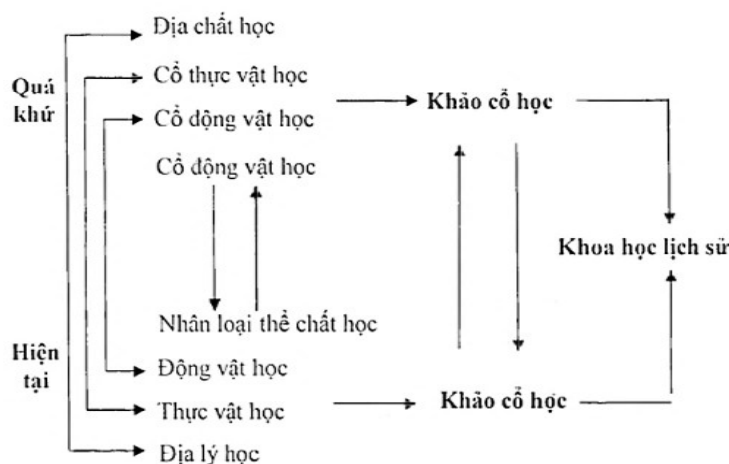 Địa chất học
Quá khứ
Cổ thực vật học
Cổ động vật học
Cổ động vật học
Khảo cổ học
Khoa học lịch sử
Nhân loại thể chất học
Hiện tại
Động vật học
Thực vật học
Địa lý học
Khảo cổ học